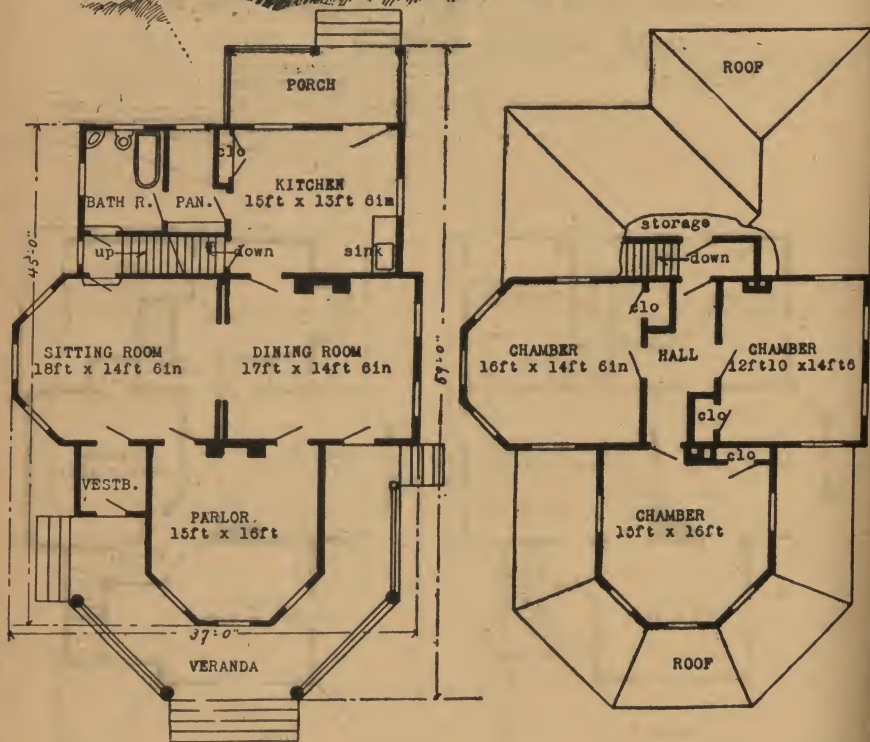 PORCH
clo
KITCHEN
15ft x 13ft 6in
BATH R.
PAN.
up
down
sink
45'-0"
SITTING ROOM
18ft x 14ft 6in
DINING ROOM
17ft x 14ft 6in
59'-0"
VESTB.
PARLOR.
15ft x 16ft
37'-0"
VERANDA
ROOF
storage
down
clo
CHAMBER
16ft x 14ft 6in
HALL
CHAMBER
12ft10 x14ft6
clo
clo
CHAMBER
15ft x 16ft
ROOF